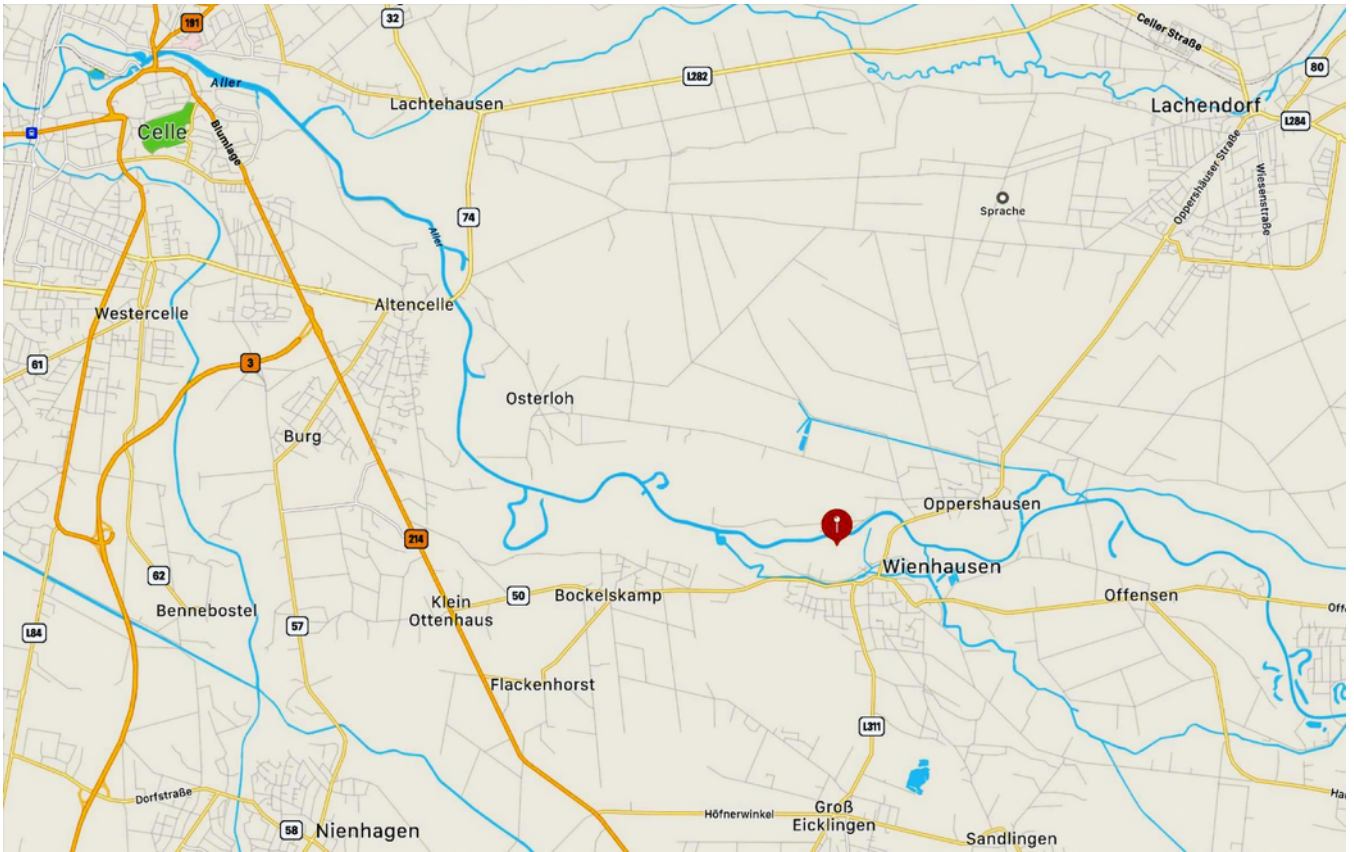 191
32
Celler Straße
80
Aller
L282
Lachtehausen
Lachendorf
L284
Celle
Blumlage
Oppershäuser Straße
Wiesenstraße
Sprache
74
Aller
Altencelle
Westercelle
61
3
Osterloh
Burg
Oppershausen
214
Wienhausen
62
50
Bockelskamp
Offensen
Klein
Ottenhaus
Bennebostel
57
L84
Flackenhorst
L311
Dorfstraße
58
Nienhagen
Höfnerwinkel
Groß
Eicklingen
Sandlingen